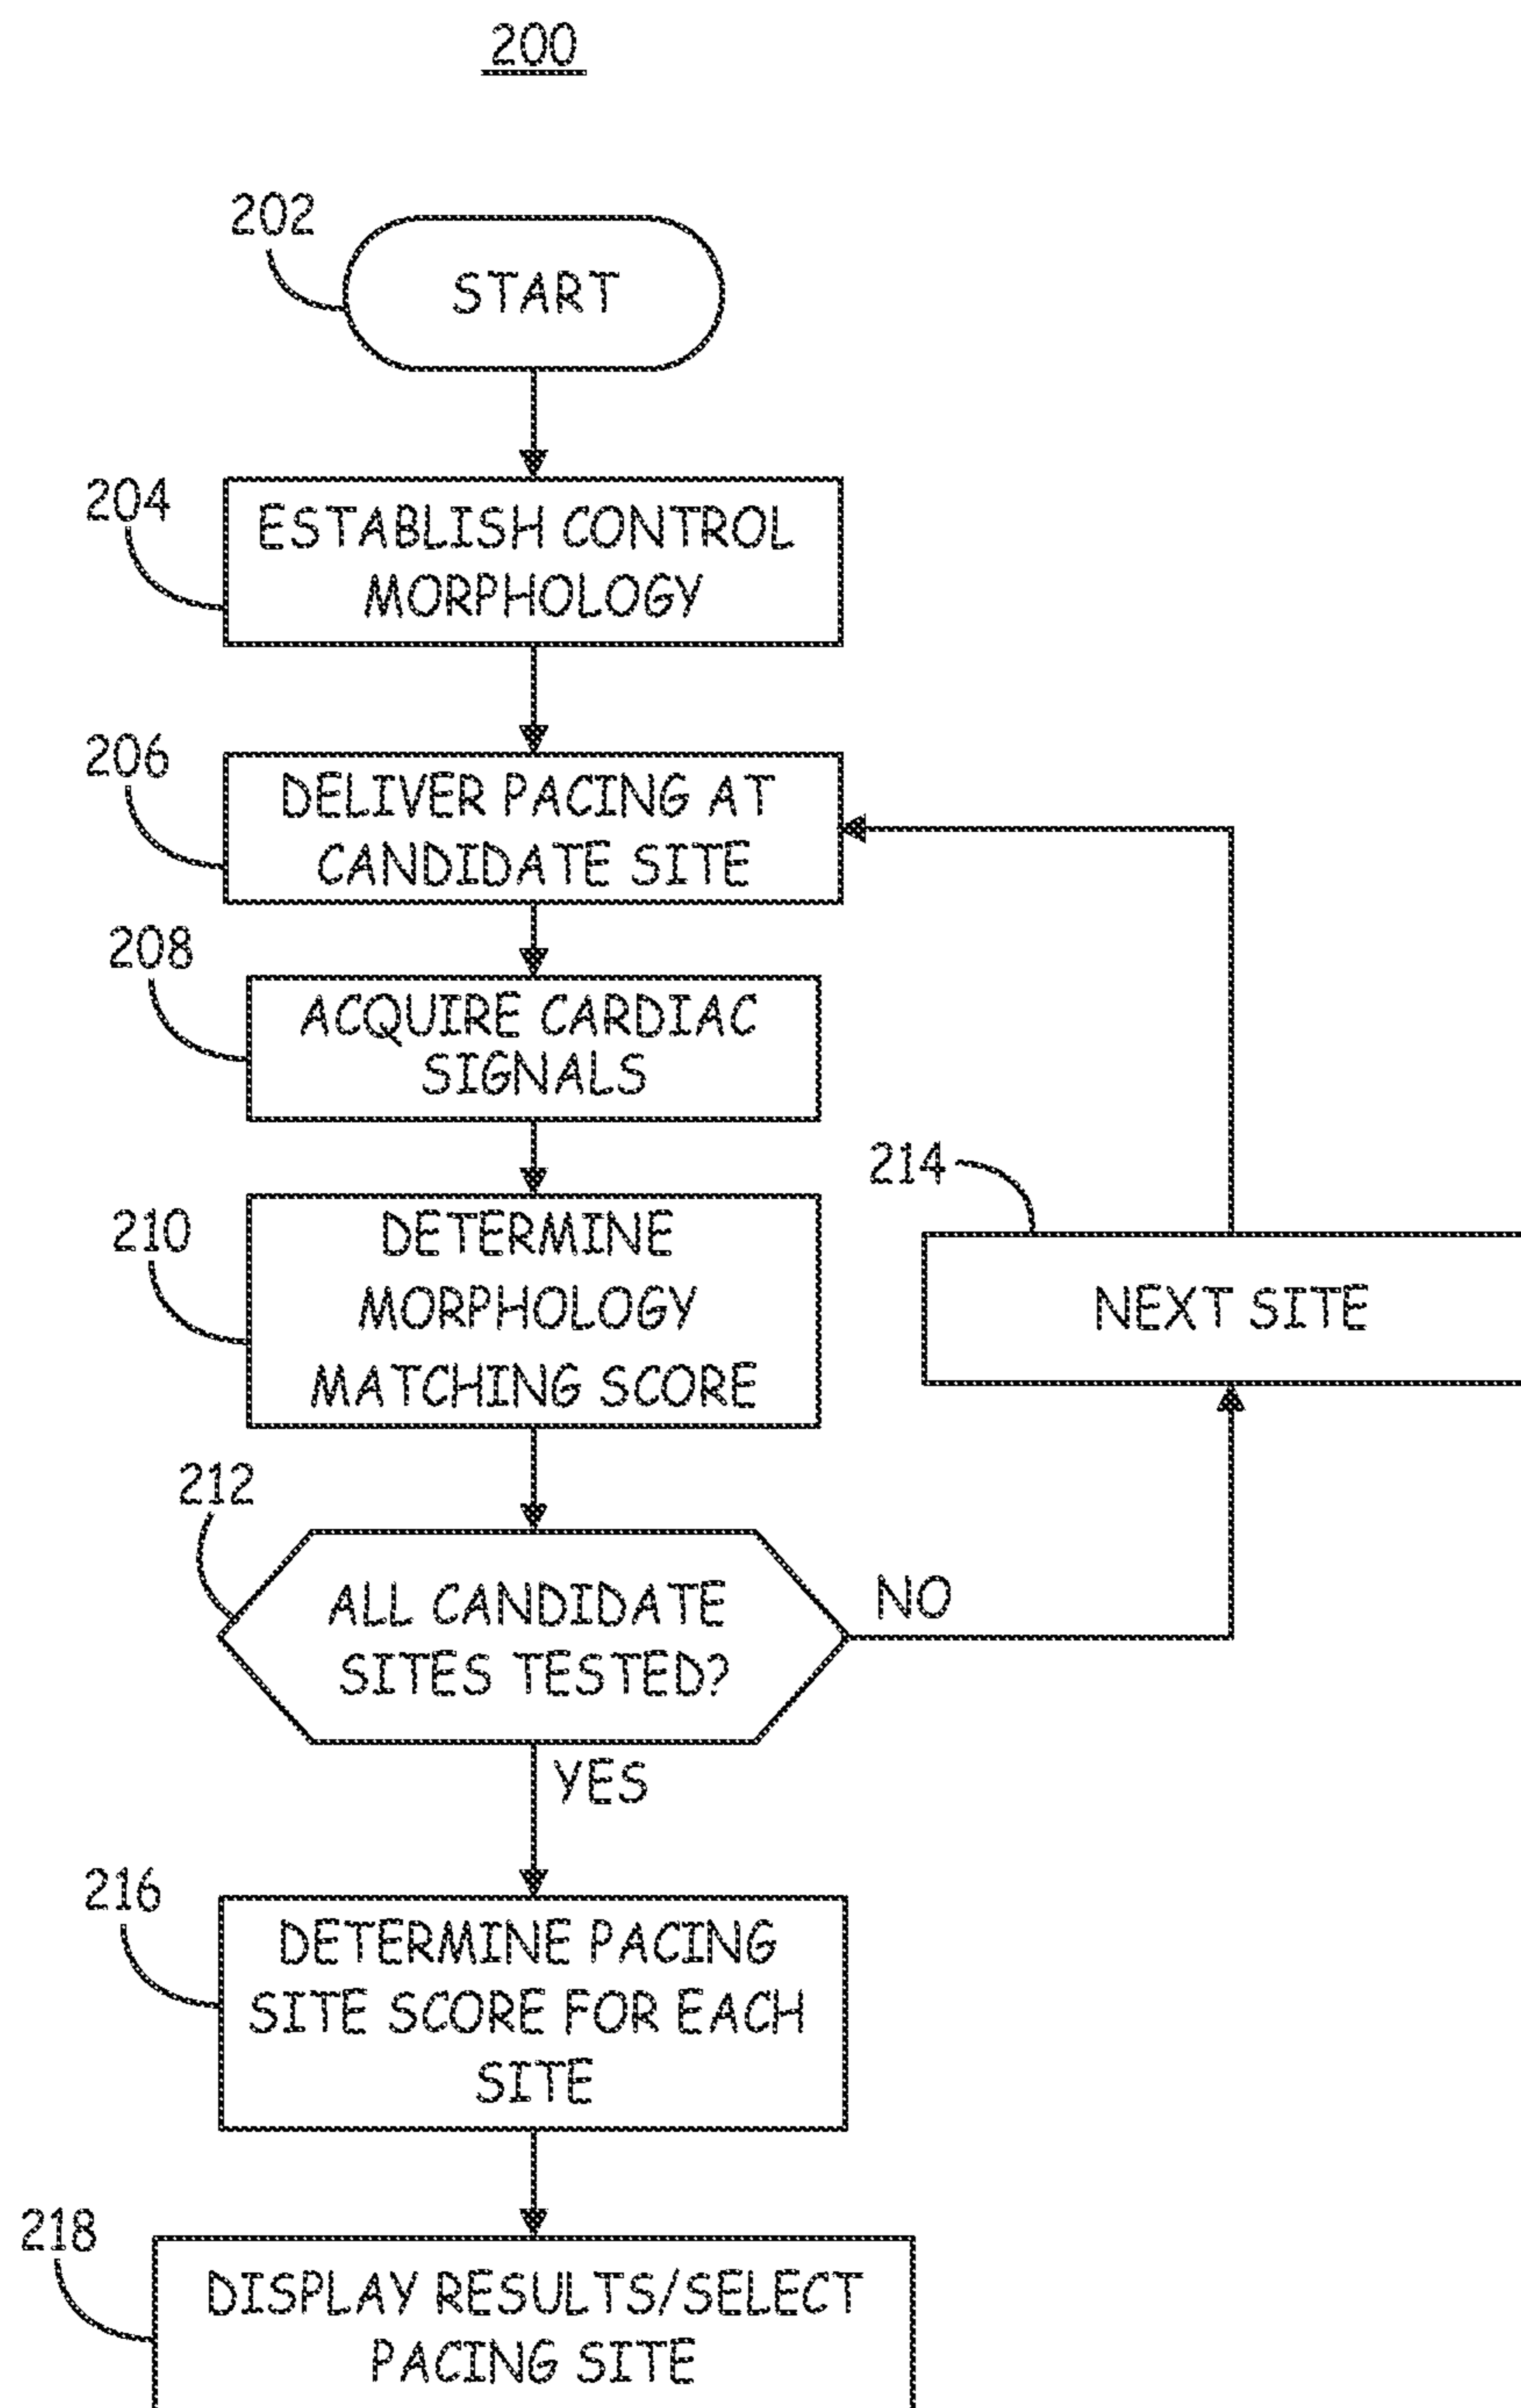 200
202
START
204
ESTABLISH CONTROL
MORPHOLOGY
206
DELIVER PACING AT
CANDIDATE SITE
208
ACQUIRE CARDIAC
SIGNALS
210
DETERMINE
MORPHOLOGY
MATCHING SCORE
214
NEXT SITE
212
ALL CANDIDATE
SITES TESTED?
NO
YES
216
DETERMINE PACING
SITE SCORE FOR EACH
SITE
218
DISPLAY RESULTS/SELECT
PACING SITE